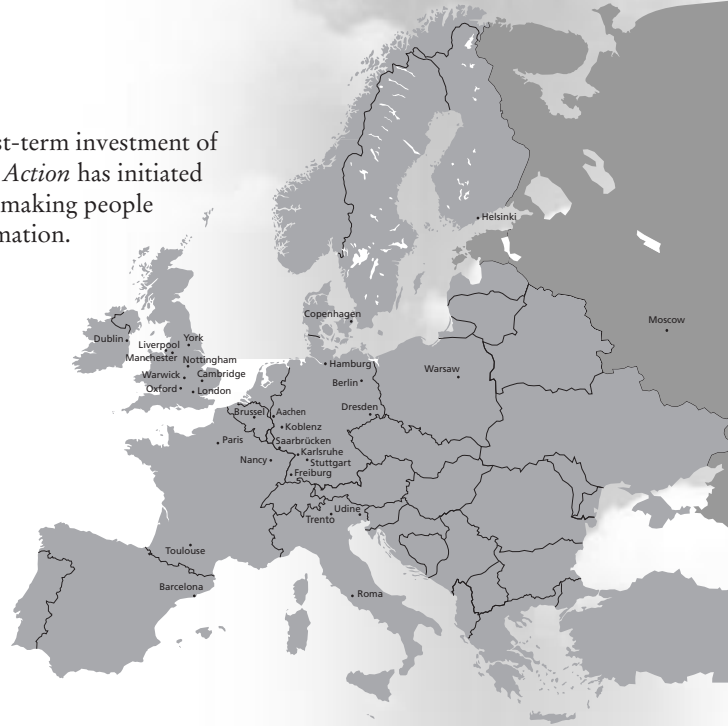 st-term investment of
Action has initiated
making people
mation.
Helsinki
Moscow
Copenhagen
Dublin
York
Liverpool
Manchester
Nottingham
Warwick
Cambridge
Oxford
London
Hamburg
Berlin
Warsaw
Dresden
Brussel
Aachen
Koblenz
Paris
Saarbrücken
Karlsruhe
Nancy
Stuttgart
Freiburg
Udine
Trento
Toulouse
Barcelona
Roma